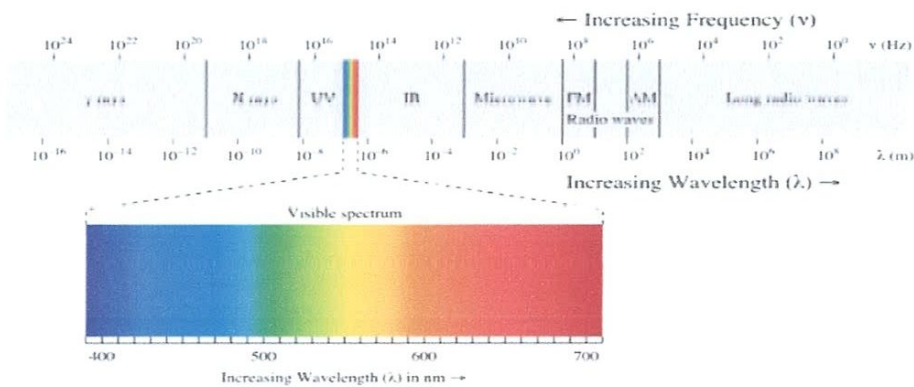 ← Increasing Frequency (ν)
10²⁴ 10²² 10²⁰ 10¹⁸ 10¹⁶ 10¹⁴ 10¹² 10¹⁰ 10⁸ 10⁶ 10⁴ 10² 10⁰ ν (Hz)
γ rays X rays UV IR Microwave FM AM Long radio waves
Radio waves
10⁻¹⁶ 10⁻¹⁴ 10⁻¹² 10⁻¹⁰ 10⁻⁸ 10⁻⁶ 10⁻⁴ 10⁻² 10⁰ 10² 10⁴ 10⁶ 10⁸ λ (m)
Increasing Wavelength (λ) →
Visible spectrum
400 500 600 700
Increasing Wavelength (λ) in nm →